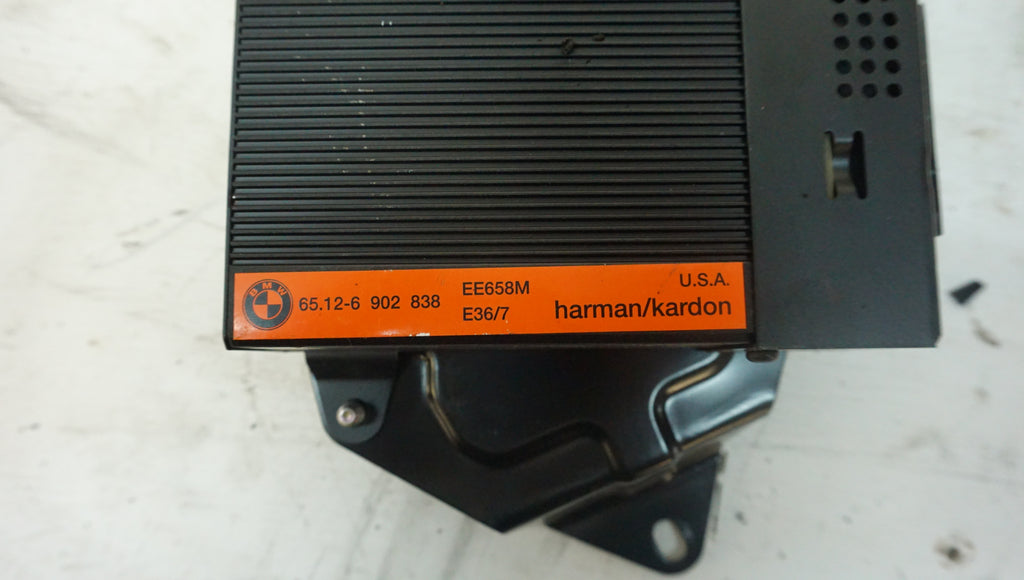 BMW
65.12-6 902 838
EE658M
E36/7
U.S.A.
harman/kardon